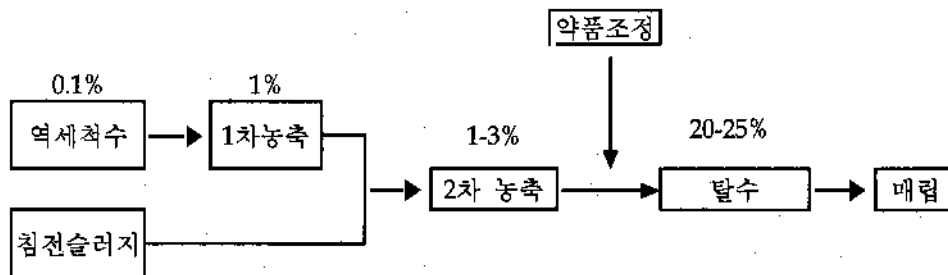 약품조정
0.1%
1%
역세척수
1차농축
1-3%
20-25%
2차 농축
탈수
매립
침전슬러지